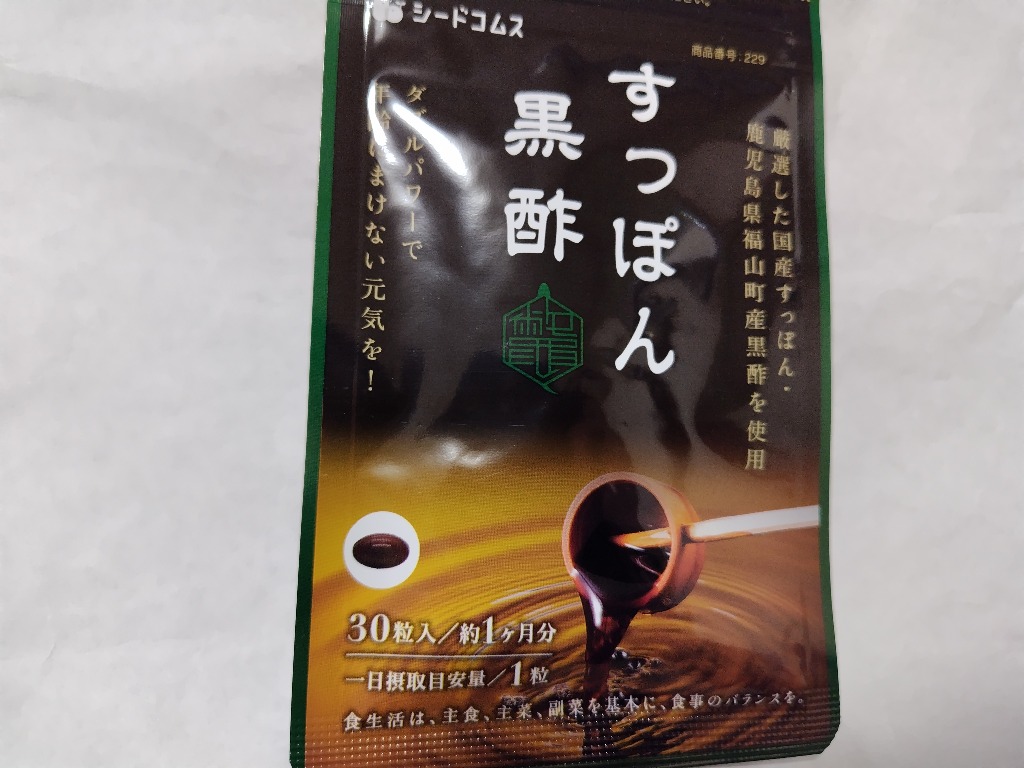 シードコムス
商品番号:229
厳選した国産すっぽん・
鹿児島県福山町産黒酢を使用
すっぽん
黒酢
ダブルパワーで
年齢にまけない元気を!
30粒入/約1ヶ月分
一日摂取目安量/1粒
食生活は、主食、主菜、副菜を基本に、食事のバランスを。